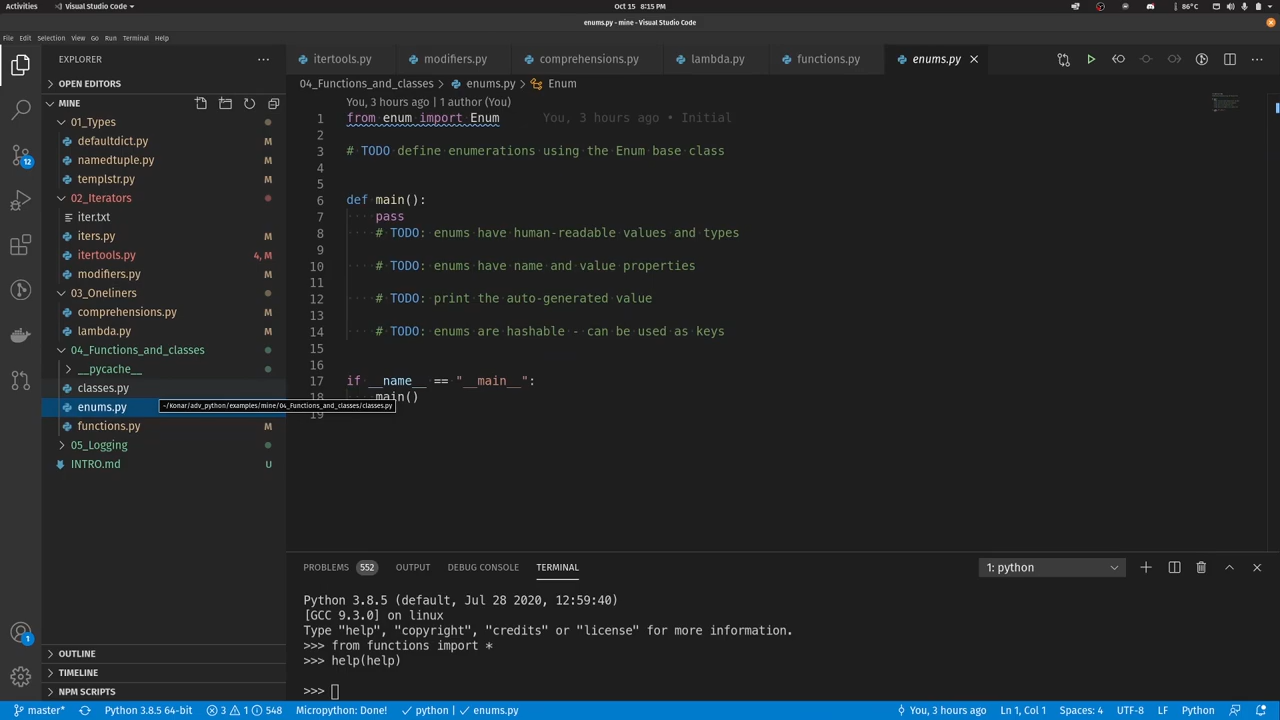 Activities
Visual Studio Code
Oct 15 8:15 PM
86°C
enums.py - mine - Visual Studio Code
File Edit Selection View Go Run Terminal Help
EXPLORER
OPEN EDITORS
MINE
01_Types
defaultdict.py M
namedtuple.py M
templstr.py M
02_Iterators
iter.txt
iters.py M
itertools.py 4, M
modifiers.py M
03_Oneliners
comprehensions.py M
lambda.py M
04_Functions_and_classes
__pycache__
classes.py
enums.py
~/Konar/adv_python/examples/mine/04_Functions_and_classes/classes.py
functions.py M
05_Logging
INTRO.md U
OUTLINE
TIMELINE
NPM SCRIPTS
12
1
itertools.py modifiers.py comprehensions.py lambda.py functions.py enums.py
04_Functions_and_classes > enums.py > Enum
You, 3 hours ago | 1 author (You)
1 from enum import Enum You, 3 hours ago • Initial
2
3 # TODO define enumerations using the Enum base class
4
5
6 def main():
7 pass
8 # TODO: enums have human-readable values and types
9
10 # TODO: enums have name and value properties
11
12 # TODO: print the auto-generated value
13
14 # TODO: enums are hashable - can be used as keys
15
16
17 if __name__ == "__main__":
18 main()
19
PROBLEMS 552 OUTPUT DEBUG CONSOLE TERMINAL
1: python
Python 3.8.5 (default, Jul 28 2020, 12:59:40)
[GCC 9.3.0] on linux
Type "help", "copyright", "credits" or "license" for more information.
>>> from functions import *
>>> help(help)
>>>
master* Python 3.8.5 64-bit 3 1 548 Micropython: Done! python | enums.py You, 3 hours ago Ln 1, Col 1 Spaces: 4 UTF-8 LF Python